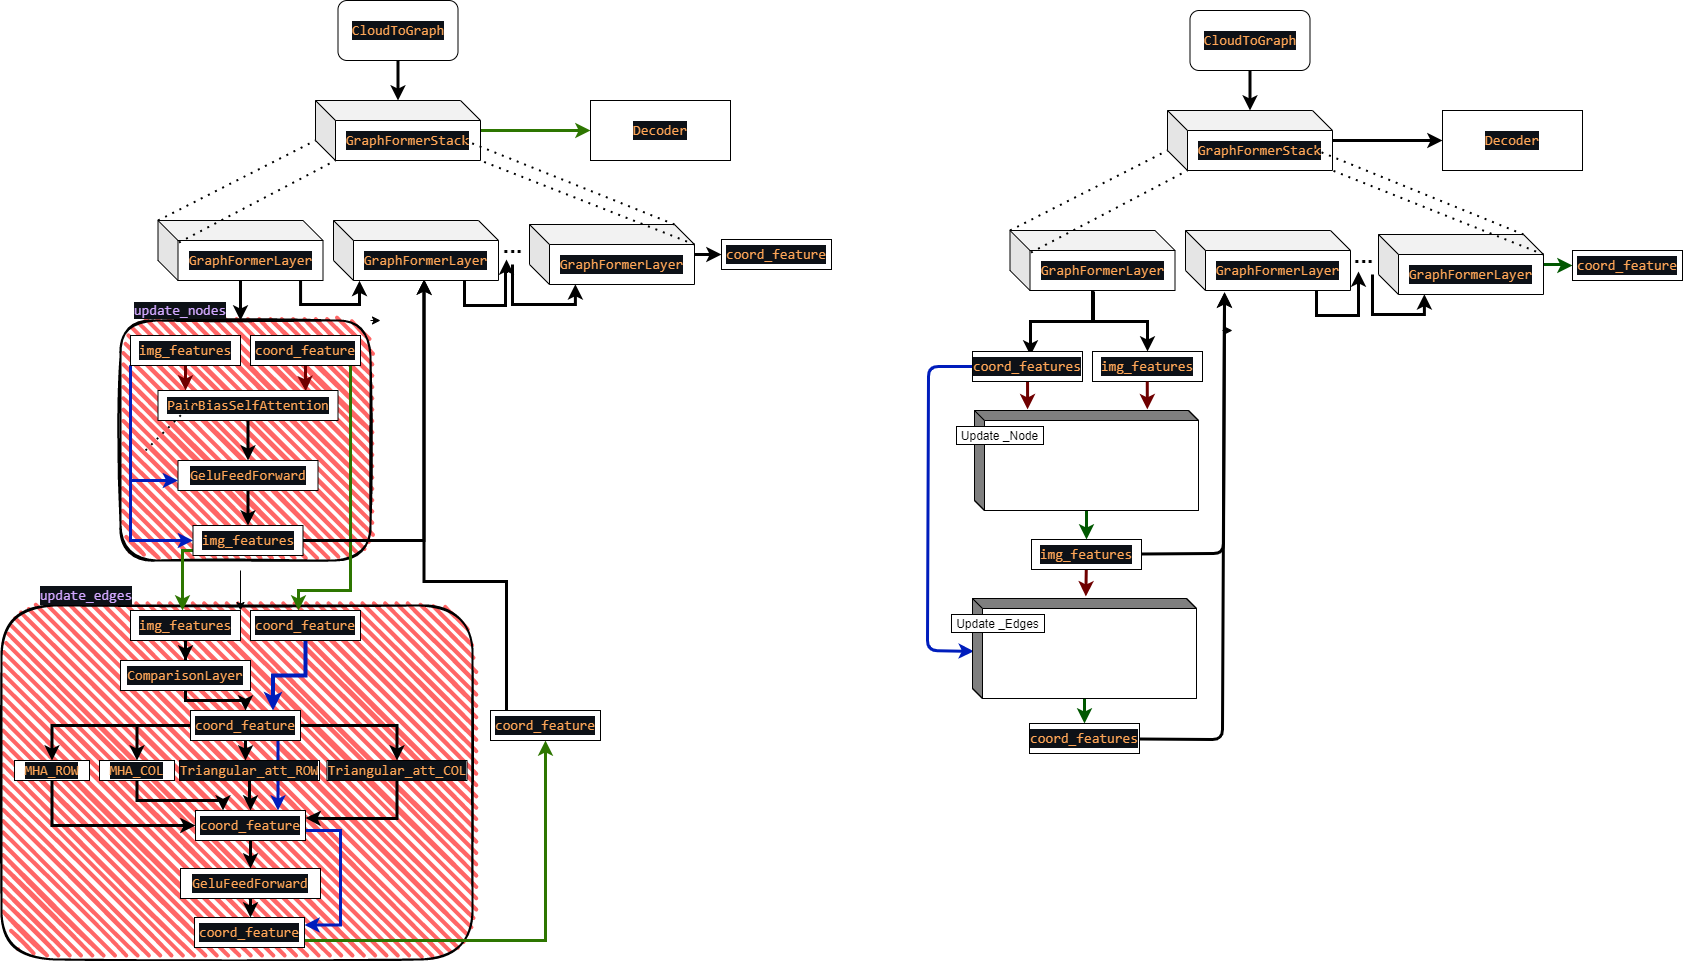 CloudToGraph
GraphFormerStack
Decoder
GraphFormerLayer
GraphFormerLayer
...
GraphFormerLayer
coord_feature
update_nodes
img_features
coord_feature
PairBiasSelfAttention
GeluFeedForward
img_features
update_edges
img_features
coord_feature
ComparisonLayer
coord_feature
coord_feature
MHA_ROW
MHA_COL
Triangular_att_ROW
Triangular_att_COL
coord_feature
GeluFeedForward
coord_feature
CloudToGraph
GraphFormerStack
Decoder
GraphFormerLayer
GraphFormerLayer
...
GraphFormerLayer
coord_feature
coord_features
img_features
Update _Node
img_features
Update _Edges
coord_features